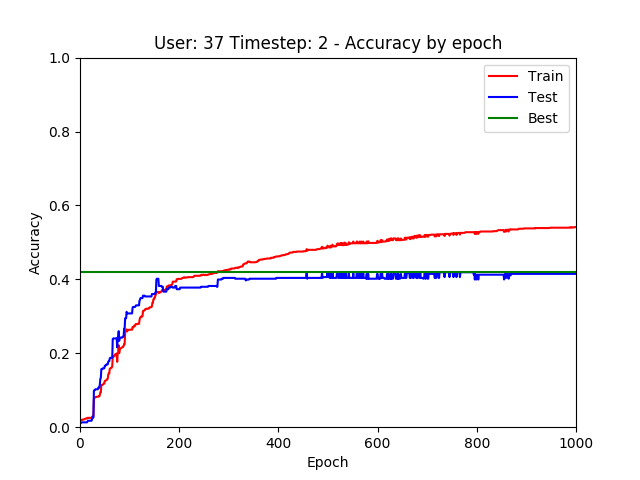 User: 37 Timestep: 2 - Accuracy by epoch
1.0
0.8
0.6
0.4
0.2
0.0
Accuracy
Train
Test
Best
0 200 400 600 800 1000
Epoch